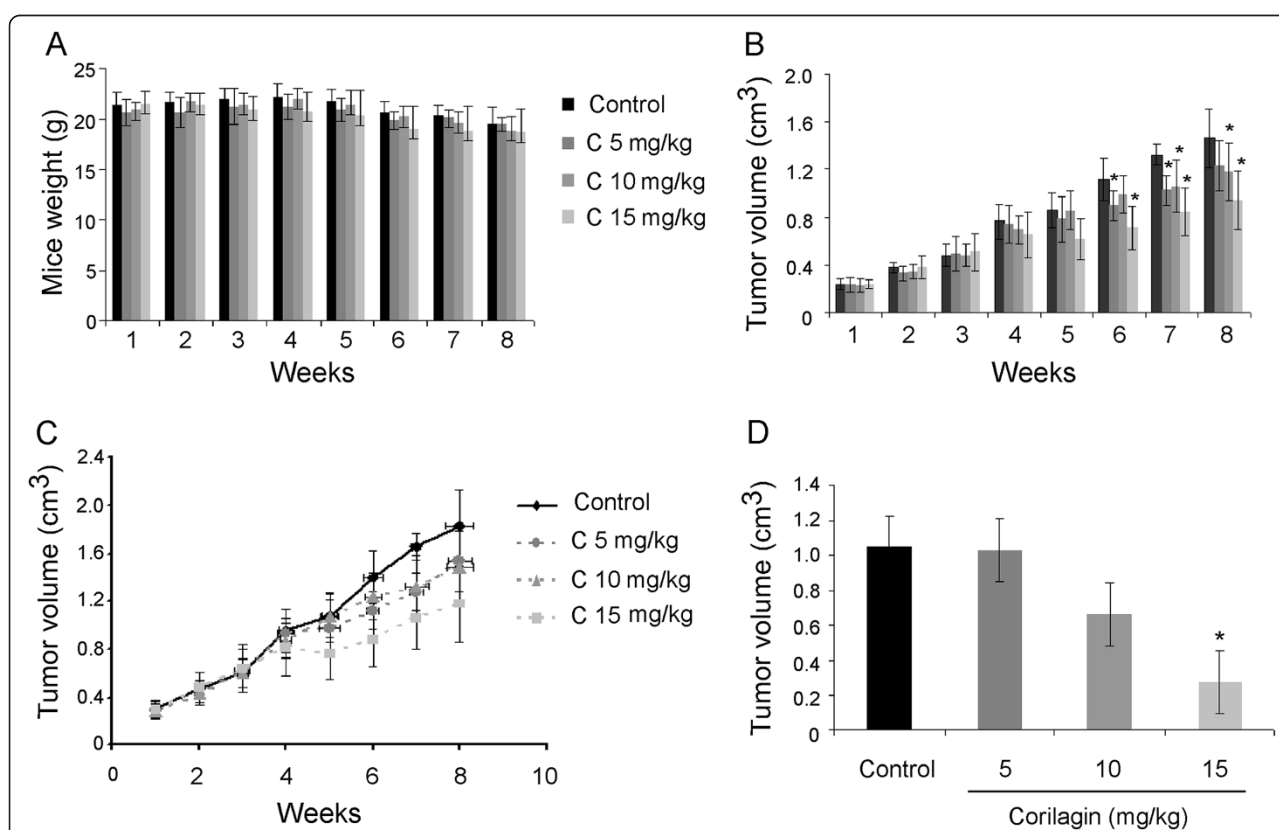 A
Mice weight (g)
25
20
15
10
5
0
1 2 3 4 5 6 7 8
Weeks
Control
C 5 mg/kg
C 10 mg/kg
C 15 mg/kg
B
Tumor volume (cm³)
2.0
1.6
1.2
0.8
0.4
0
* * * * * * *
1 2 3 4 5 6 7 8
Weeks
C
Tumor volume (cm³)
2.4
2.0
1.6
1.2
0.8
0.4
0
0 2 4 6 8 10
Weeks
Control
C 5 mg/kg
C 10 mg/kg
C 15 mg/kg
D
Tumor volume (cm³)
1.4
1.2
1.0
0.8
0.6
0.4
0.2
0
*
Control 5 10 15
Corilagin (mg/kg)